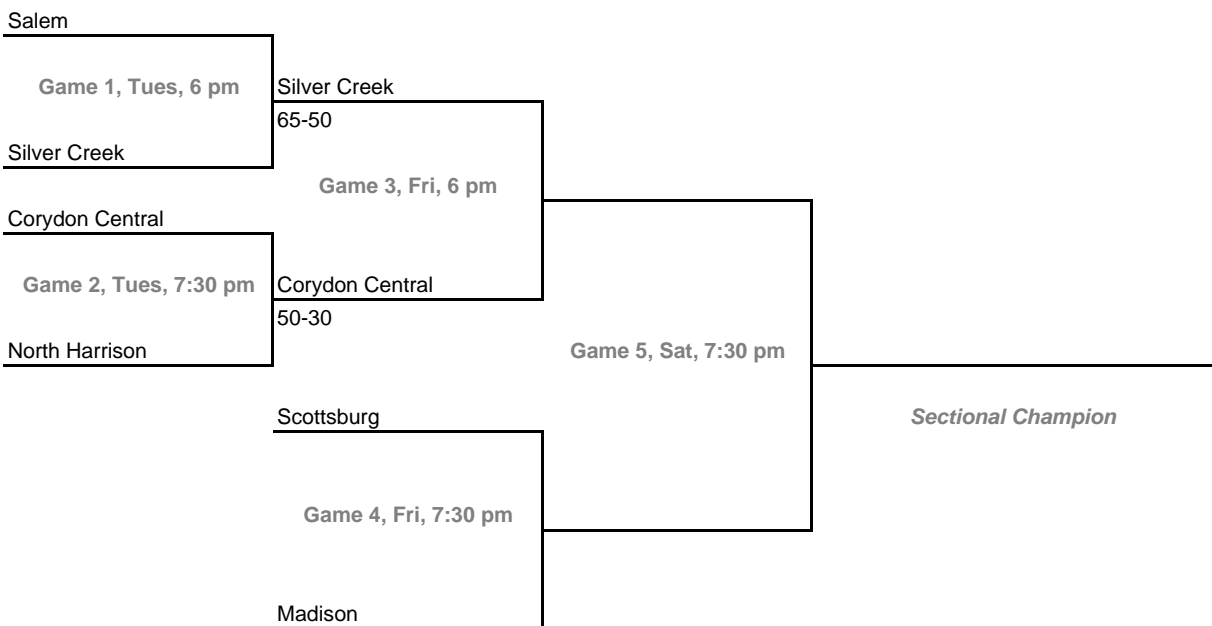 Salem
Game 1, Tues, 6 pm
Silver Creek
65-50
Silver Creek
Game 3, Fri, 6 pm
Corydon Central
Game 2, Tues, 7:30 pm
Corydon Central
50-30
North Harrison
Game 5, Sat, 7:30 pm
Scottsburg
Sectional Champion
Game 4, Fri, 7:30 pm
Madison